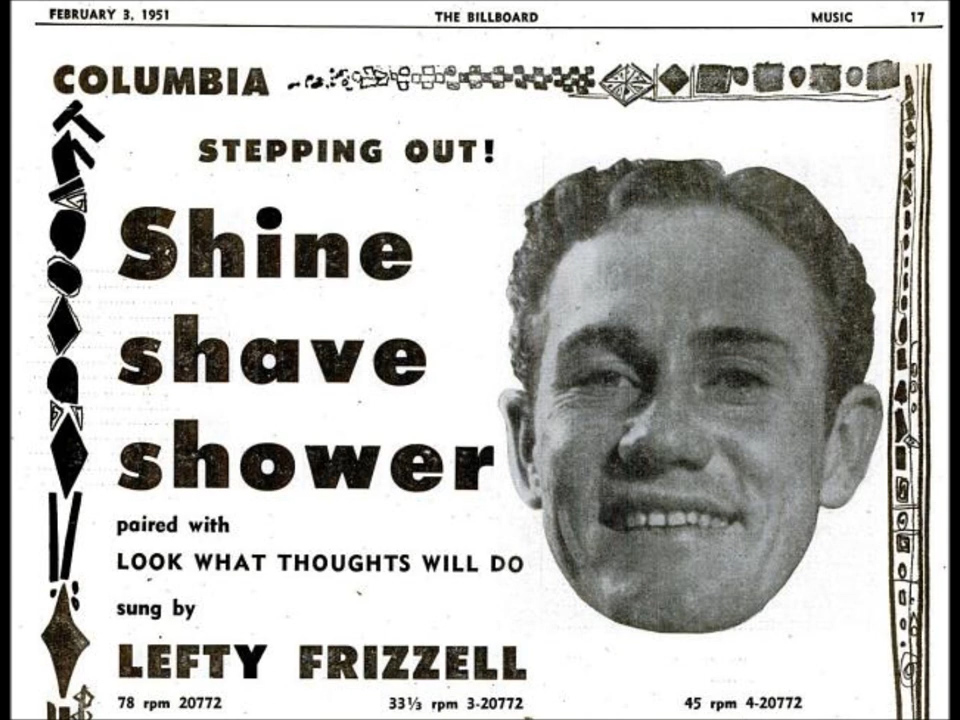 FEBRUARY 3, 1951 THE BILLBOARD MUSIC 17
COLUMBIA
STEPPING OUT!
Shine
shave
shower
paired with
LOOK WHAT THOUGHTS WILL DO
sung by
LEFTY FRIZZELL
78 rpm 20772 33⅓ rpm 3-20772 45 rpm 4-20772